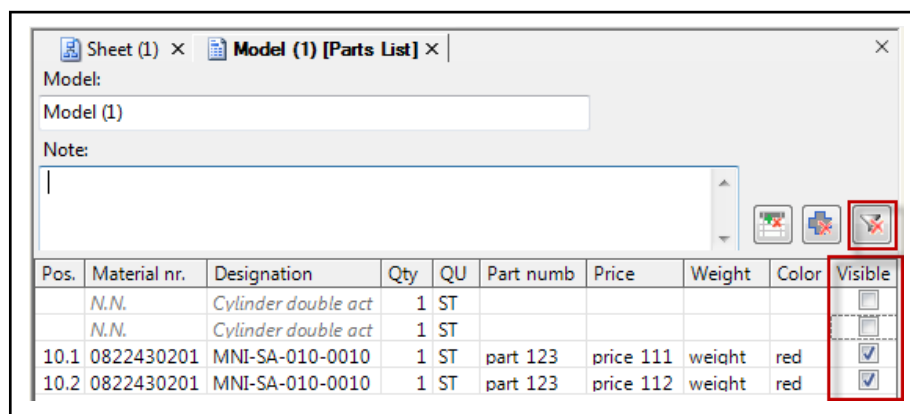 Sheet (1) × Model (1) [Parts List] × ×
Model:
Model (1)
Note:
Pos. Material nr. Designation Qty QU Part numb Price Weight Color Visible
N.N. Cylinder double act 1 ST
N.N. Cylinder double act 1 ST
10.1 0822430201 MNI-SA-010-0010 1 ST part 123 price 111 weight red
10.2 0822430201 MNI-SA-010-0010 1 ST part 123 price 112 weight red